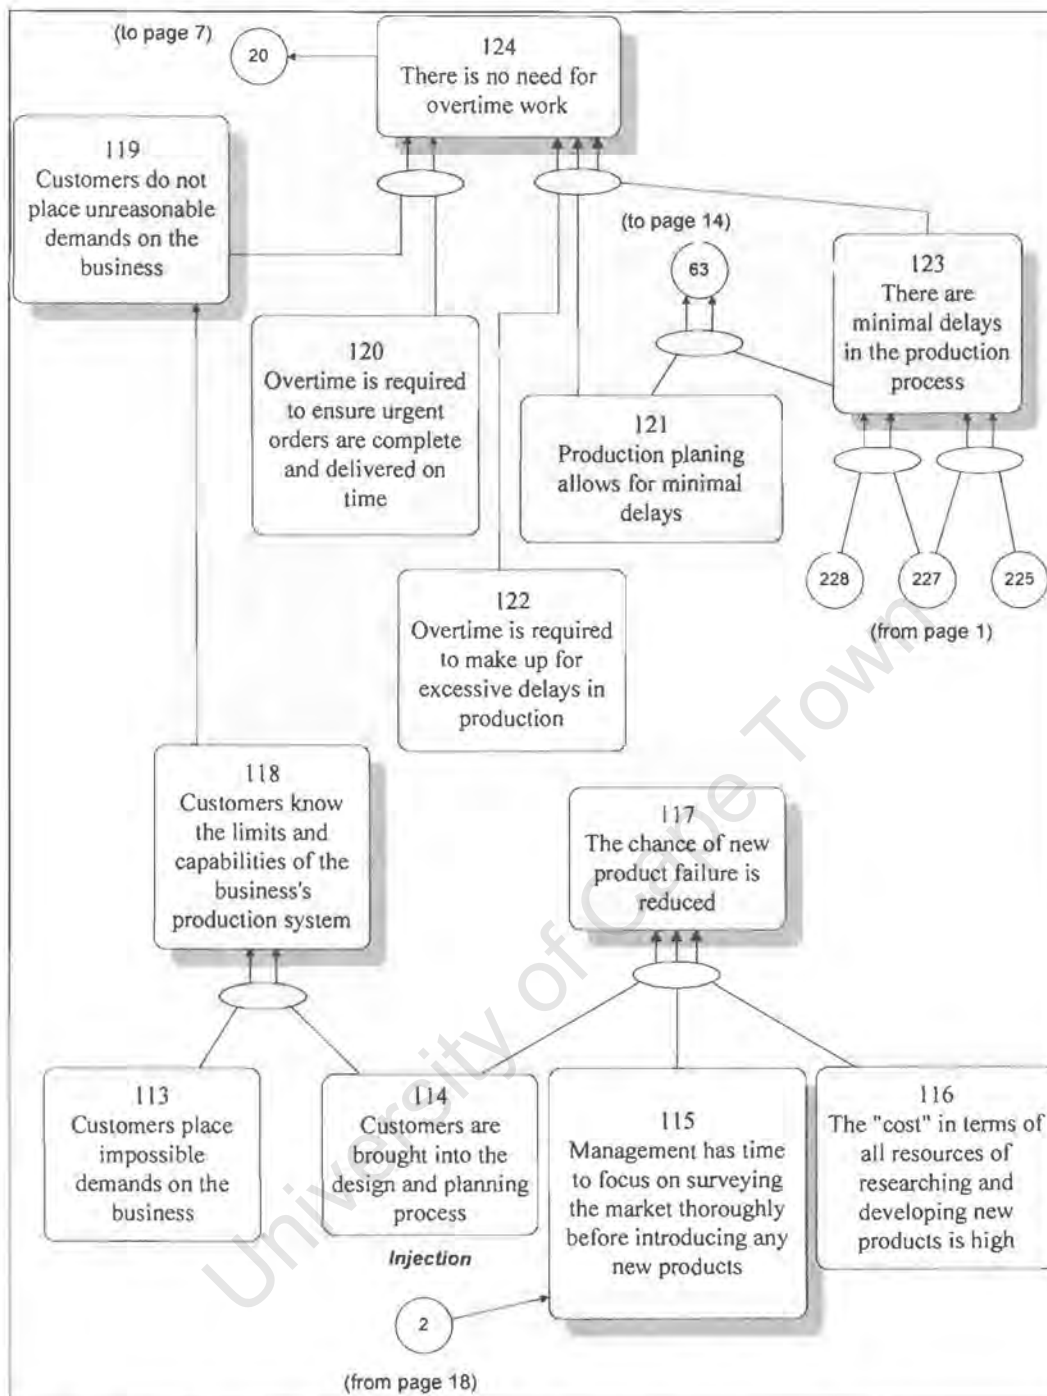 (to page 7)
20
124
There is no need for
overtime work
119
Customers do not
place unreasonable
demands on the
business
(to page 14)
63
123
There are
minimal delays
in the production
process
120
Overtime is required
to ensure urgent
orders are complete
and delivered on
time
121
Production planing
allows for minimal
delays
228
227
225
(from page 1)
122
Overtime is required
to make up for
excessive delays in
production
118
Customers know
the limits and
capabilities of the
business's
production system
117
The chance of new
product failure is
reduced
113
Customers place
impossible
demands on the
business
114
Customers are
brought into the
design and planning
process
Injection
115
Management has time
to focus on surveying
the market thoroughly
before introducing any
new products
116
The "cost" in terms of
all resources of
researching and
developing new
products is high
2
(from page 18)
University of Cape Town